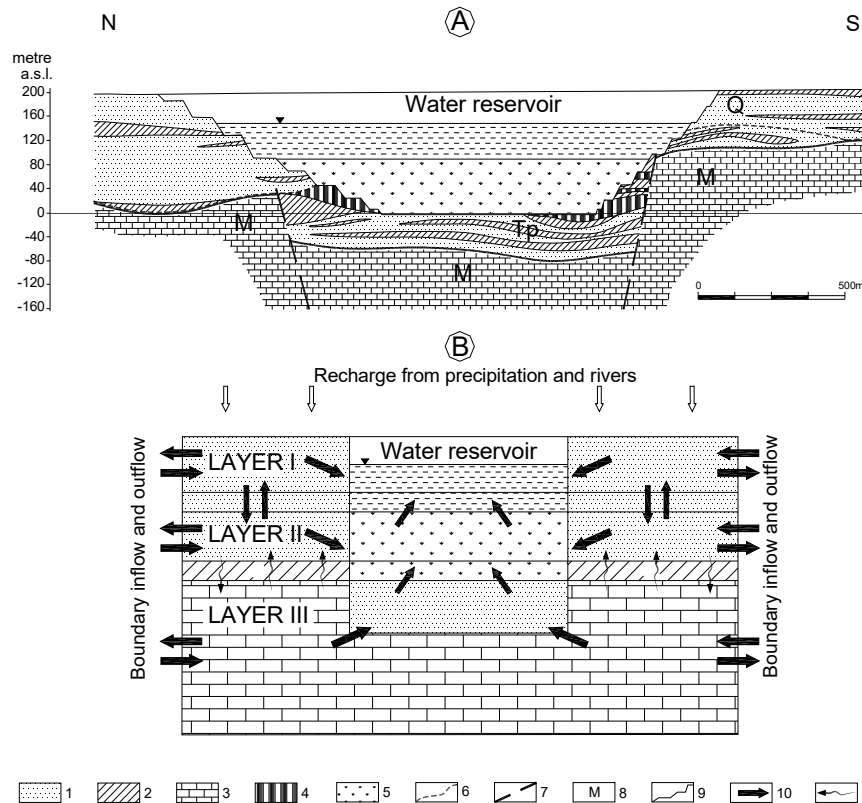 N A S
metre
a.s.l.
200
160
120
80
40
0
-40
-80
-120
-160
Water reservoir
Q
M
M
Tp
M
0 500m
B
Recharge from precipitation and rivers
Water reservoir
LAYER I
LAYER II
LAYER III
Boundary inflow and outflow
Boundary inflow and outflow
1 2 3 4 5 6 7 M 8 9 10